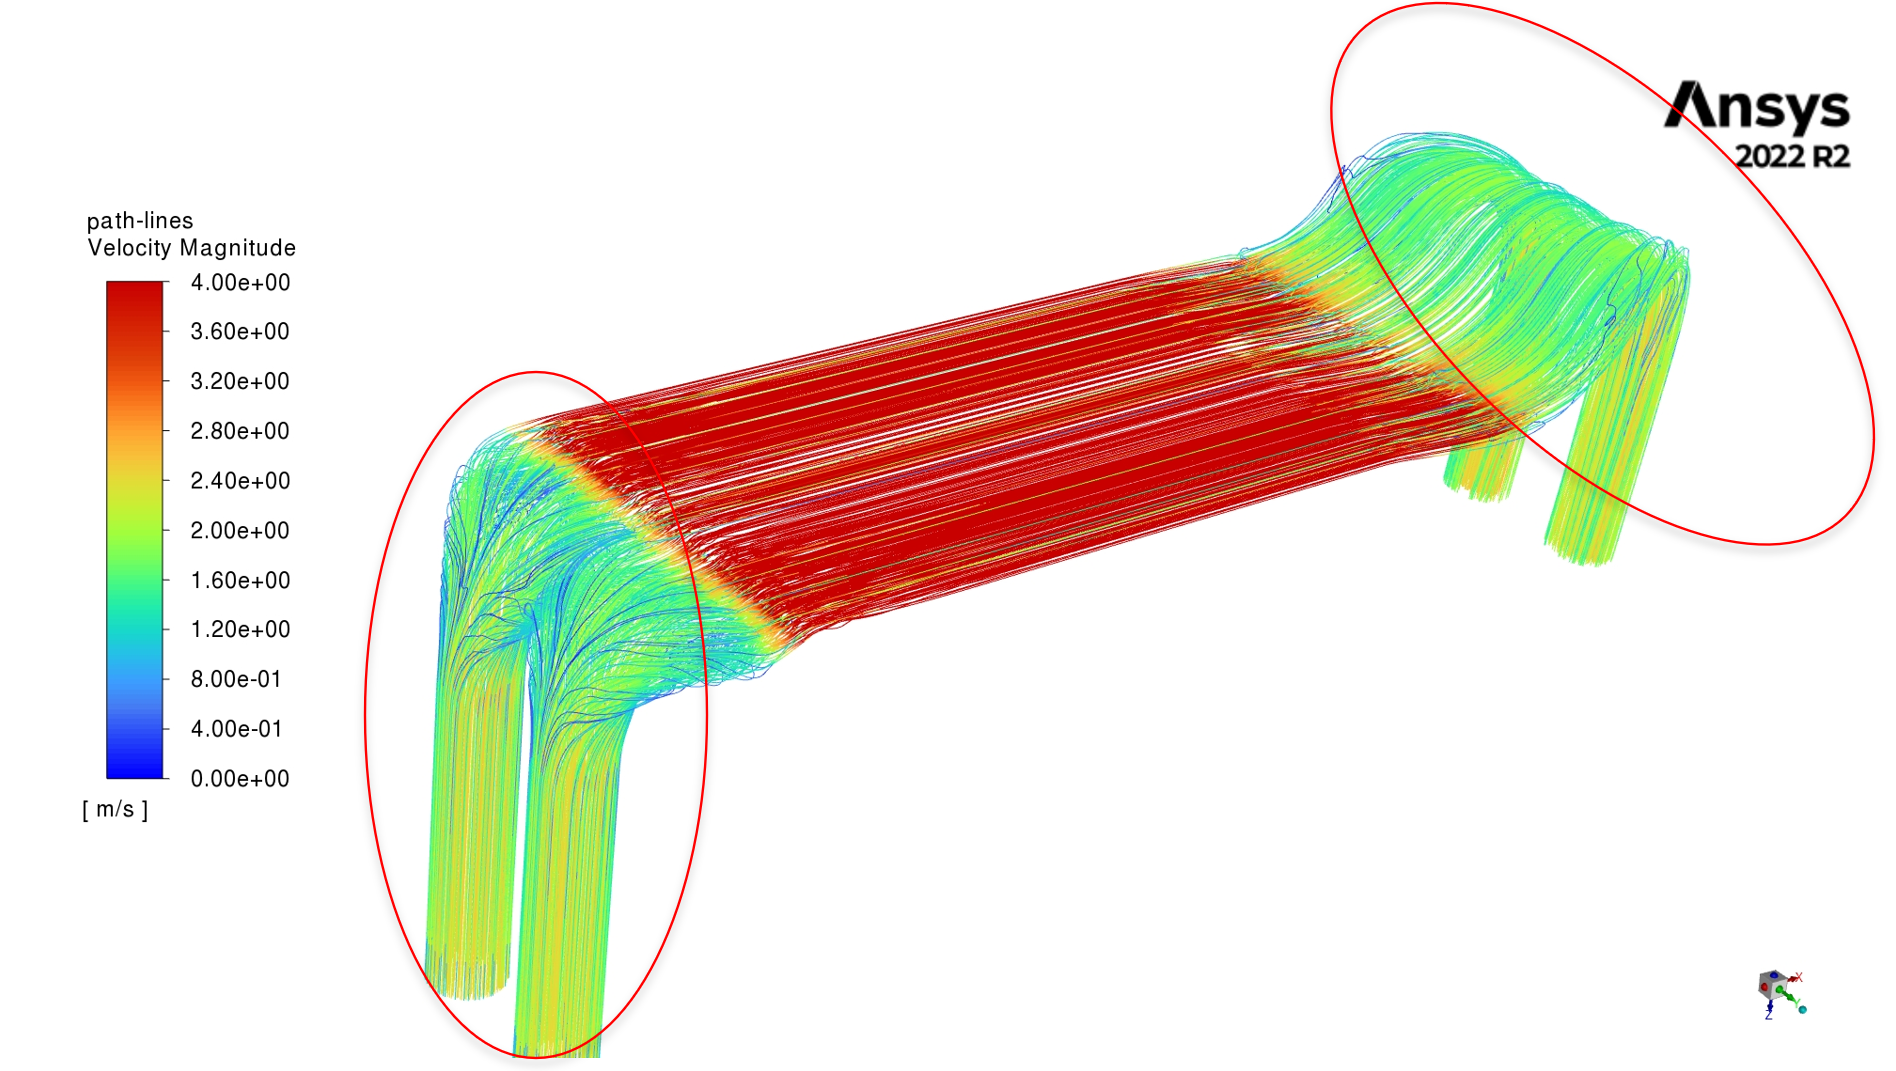 Ansys
2022 R2
path-lines
Velocity Magnitude
4.00e+00
3.60e+00
3.20e+00
2.80e+00
2.40e+00
2.00e+00
1.60e+00
1.20e+00
8.00e-01
4.00e-01
0.00e+00
[ m/s ]
X
Y
Z